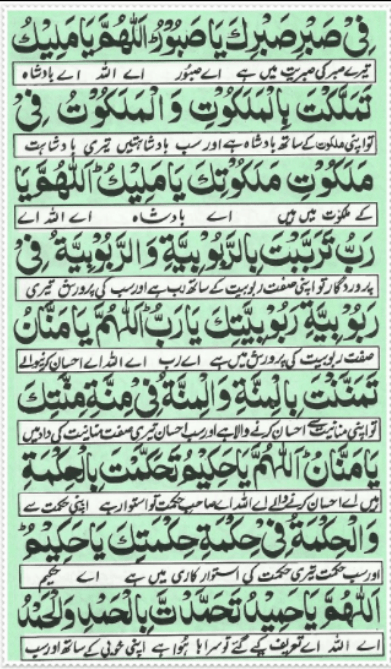 فِىْ صَبْرِ صَبْرِكَ يَا صَبُوْرُ اَللّٰهُمَّ يَا مَلِيْكُ
تیرے صبر کی صبریت میں ہے اے صبُور اے اللہ اے بادشاہ
تَمَلَّكْتَ بِالْمَلَكُوْتِ وَالْمَلَكُوْتُ فِىْ
تو اپنی ملکوت کے ساتھ بادشاہ ہے اور سب بادشاہتیں تیری بادشاہت
مَلَكُوْتِ مَلَكُوْتِكَ يَا مَلِيْكُ اَللّٰهُمَّ يَا
کے ملکوت میں ہیں اے بادشاہ اے اللہ اے
رَبُّ تَرَبَّبْتَ بِالرَّبُوْبِيَّةِ وَالرَّبُوْبِيَّةُ فِىْ
پروردگار تو اپنی صفت ربوبیت کے ساتھ رب ہے اور سب کی پرورش تیری
رَبُوْبِيَّةِ رَبُوْبِيَّتِكَ يَا رَبُّ اَللّٰهُمَّ يَا مَنَّانُ
صفت ربوبیت کی پرورش میں ہے اے رب اے اللہ اے احسان کرنیوالے
تَمَنَّنْتَ بِالْمِنَّةِ وَالْمِنَّةُ فِىْ مِنَّةِ مِنَّتِكَ
تو اپنی منانیت سے احسان کرنے والا ہے اور سب احسان تیری صفت منانیت کی داد میں
يَا مَنَّانُ اَللّٰهُمَّ يَا حَكِيْمُ تَحَكَّمْتَ بِالْحِكْمَةِ
ہیں اے احسان کرنے والے اے اللہ اے صاحب حکمت تو استوار ہے اپنی حکمت سے
وَالْحِكْمَةُ فِىْ حِكْمَةِ حِكْمَتِكَ يَا حَكِيْمُ
اور سب حکمت تیری حکمت کی استوار کاری میں ہے اے حکیم
اَللّٰهُمَّ يَا حَمِيْدُ تَحَمَّدْتَ بِالْحَمْدِ وَالْحَمْدُ
اے اللہ اے تعریف کیے گئے تو سراہا ہوا ہے اپنی خوبی کے ساتھ اور سب